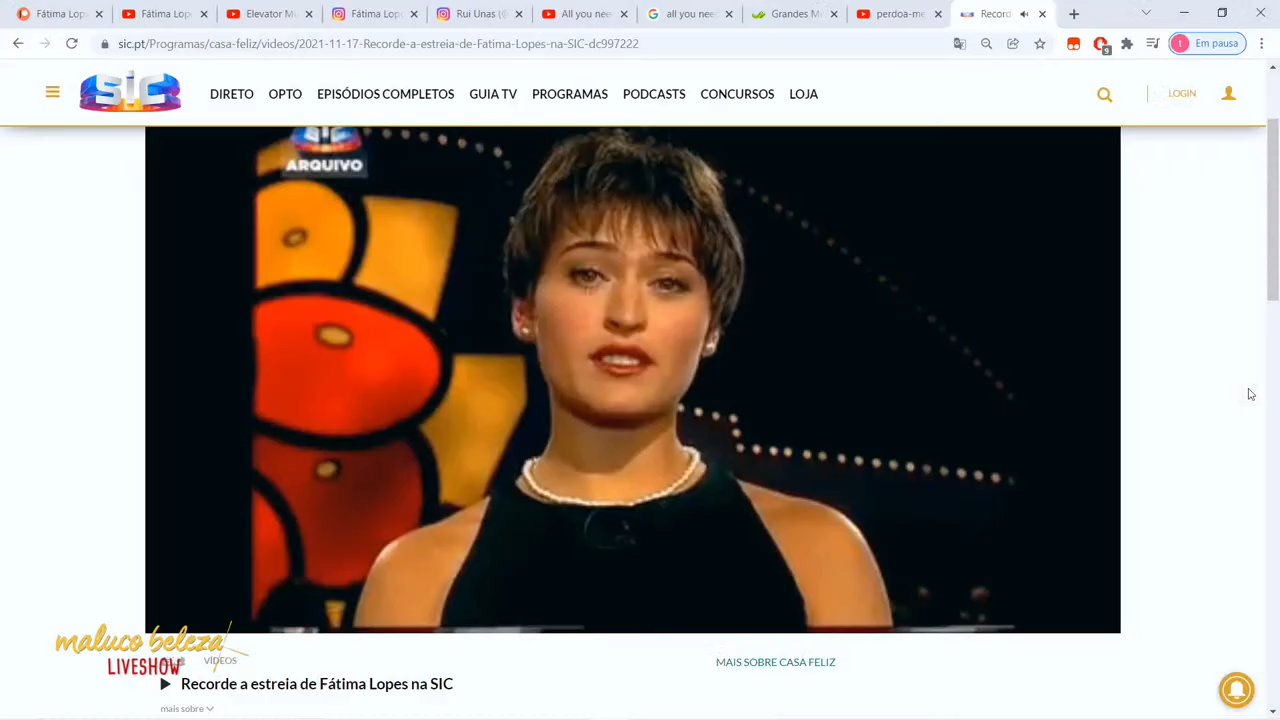 Fátima Lopes
Fátima Lop
Elevator M
Fátima Lopes
Rui Unas (@
All you nee
all you nee
Grandes M
perdoa-me
Record
sic.pt/Programas/casa-feliz/videos/2021-11-17-Recorde-a-estreia-de-Fatima-Lopes-na-SIC-dc997222
9
t
Em pausa
SIC
DIRETO
OPTO
EPISÓDIOS COMPLETOS
GUIA TV
PROGRAMAS
PODCASTS
CONCURSOS
LOJA
LOGIN
ARQUIVO
maluco beleza
LIVESHOW
VÍDEOS
MAIS SOBRE CASA FELIZ
Recorde a estreia de Fátima Lopes na SIC
mais sobre